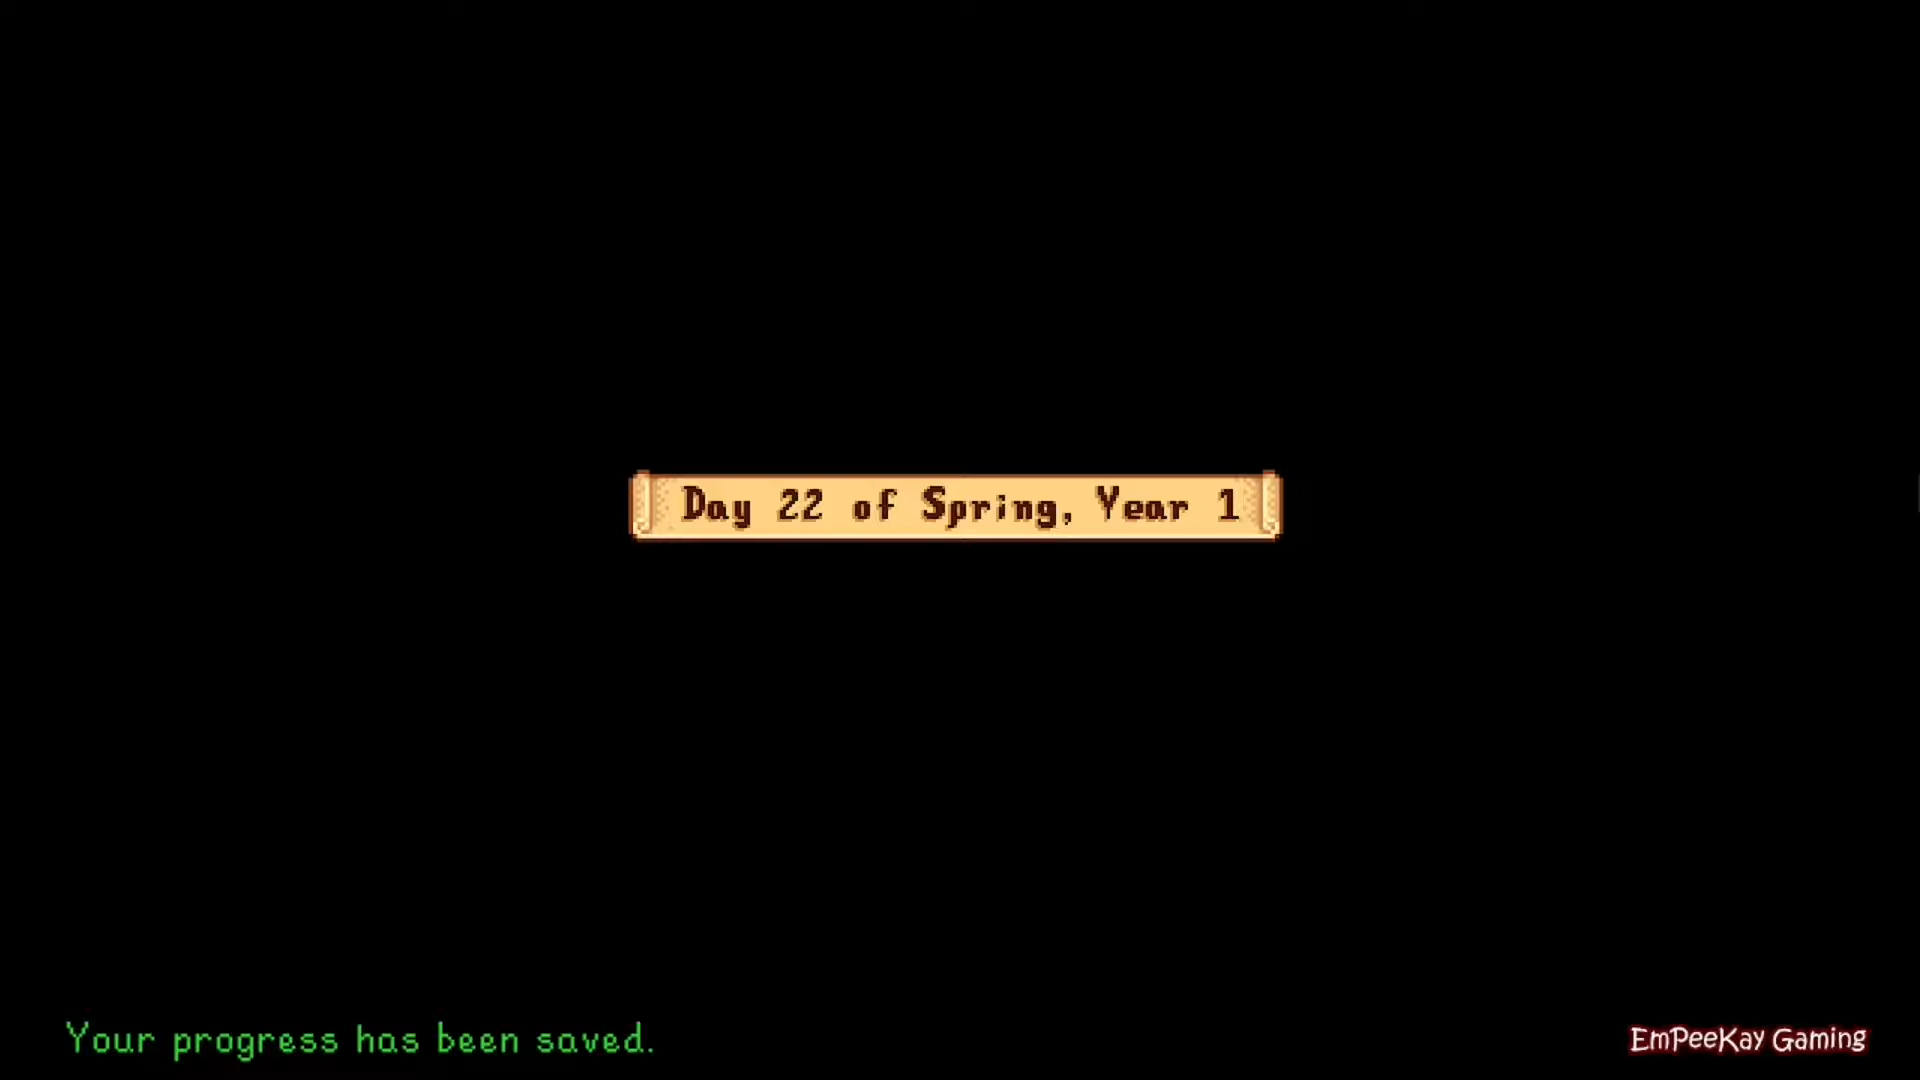 Day 22 of Spring, Year 1
Your progress has been saved.
EmPeeKay Gaming